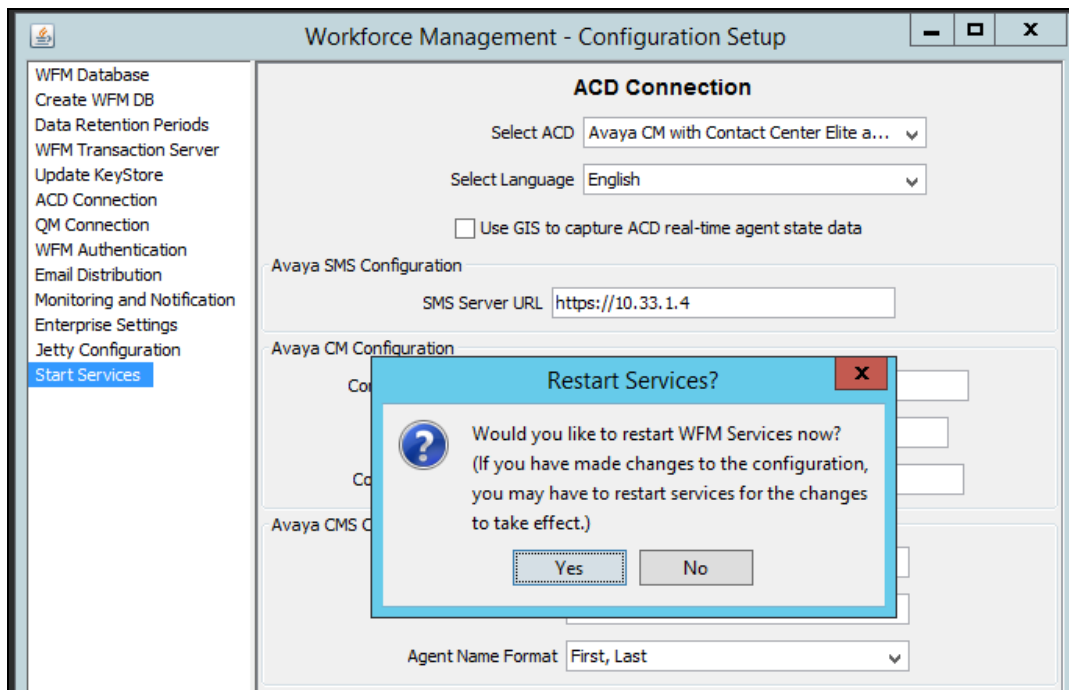 Workforce Management - Configuration Setup
WFM Database
Create WFM DB
Data Retention Periods
WFM Transaction Server
Update KeyStore
ACD Connection
QM Connection
WFM Authentication
Email Distribution
Monitoring and Notification
Enterprise Settings
Jetty Configuration
Start Services
ACD Connection
Select ACD Avaya CM with Contact Center Elite a...
Select Language English
Use GIS to capture ACD real-time agent state data
Avaya SMS Configuration
SMS Server URL https://10.33.1.4
Avaya CM Configuration
Avaya CMS
Restart Services?
Would you like to restart WFM Services now?
(If you have made changes to the configuration,
you may have to restart services for the changes
to take effect.)
Yes No
Agent Name Format First, Last